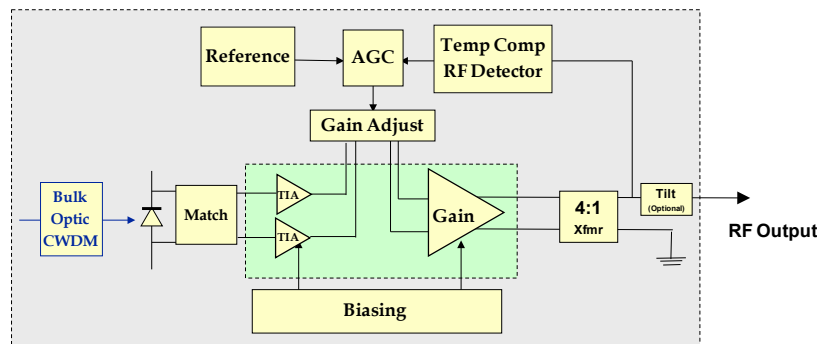 Reference
AGC
Temp Comp
RF Detector
Gain Adjust
Bulk
Optic
CWDM
Match
TIA
TIA
Gain
4:1
Xfmr
Tilt
(Optional)
RF Output
Biasing